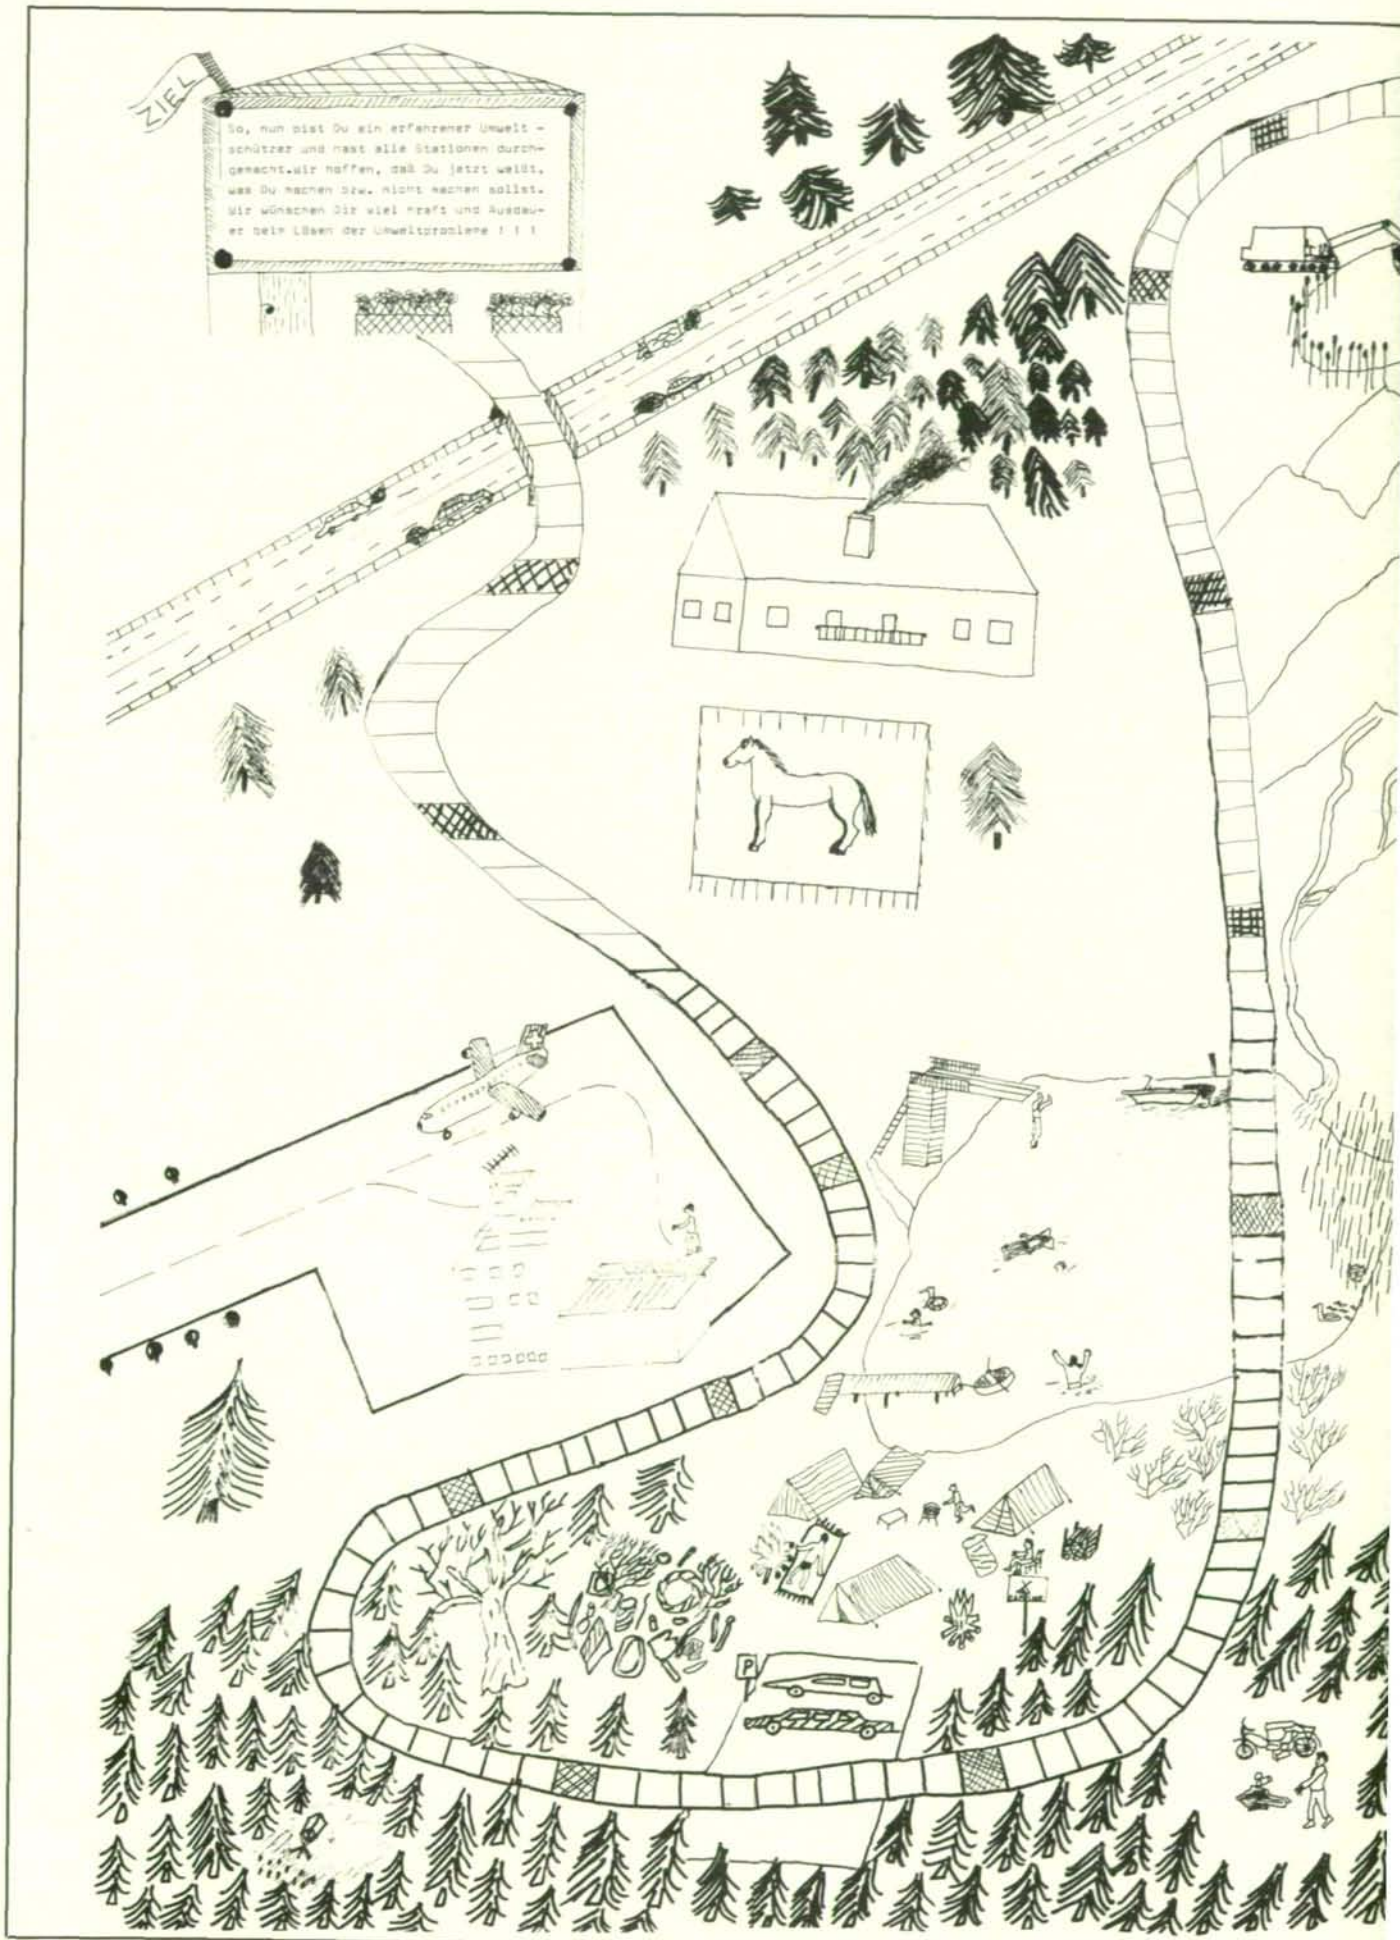 ZIEL
So, nun bist Du ein erfahrener Umwelt -
schützer und hast alle Stationen durch-
gemacht.Wir hoffen, daß Du jetzt weißt,
was Du machen bzw. nicht machen sollst.
Wir wünschen Dir viel Kraft und Ausdau-
er beim Lösen der Umweltprobleme ! ! !
P
CAMPING